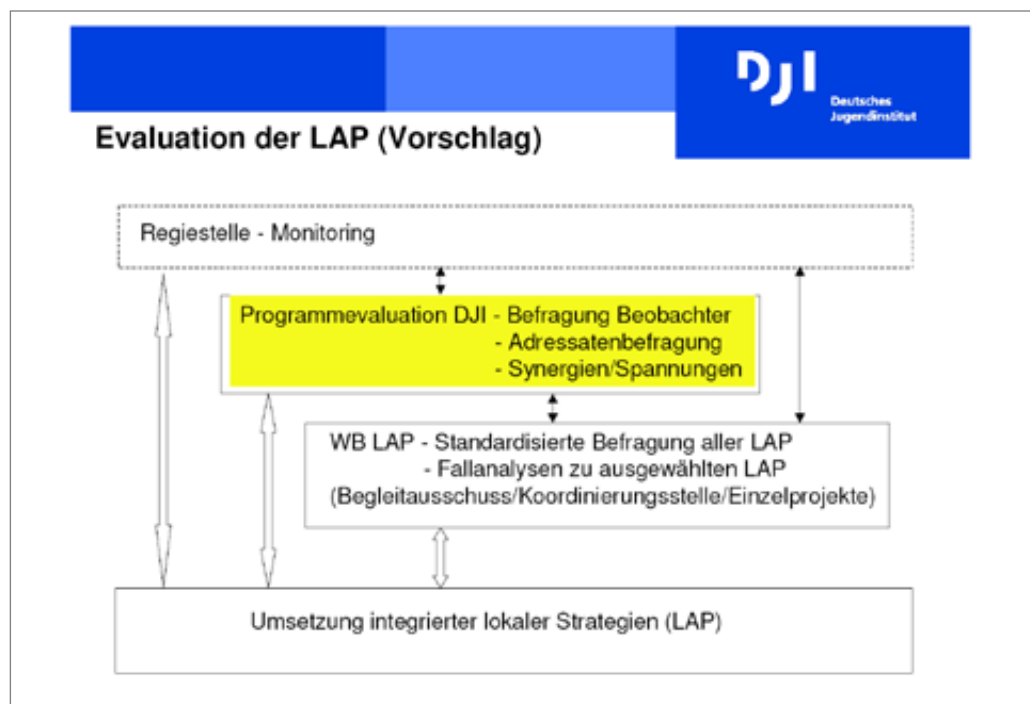 DJI
Deutsches
Jugendinstitut
Evaluation der LAP (Vorschlag)
Regiestelle - Monitoring
Programmevaluation DJI - Befragung Beobachter
- Adressatenbefragung
- Synergien/Spannungen
WB LAP - Standardisierte Befragung aller LAP
- Fallanalysen zu ausgewählten LAP
(Begleitausschuss/Koordinierungsstelle/Einzelprojekte)
Umsetzung integrierter lokaler Strategien (LAP)